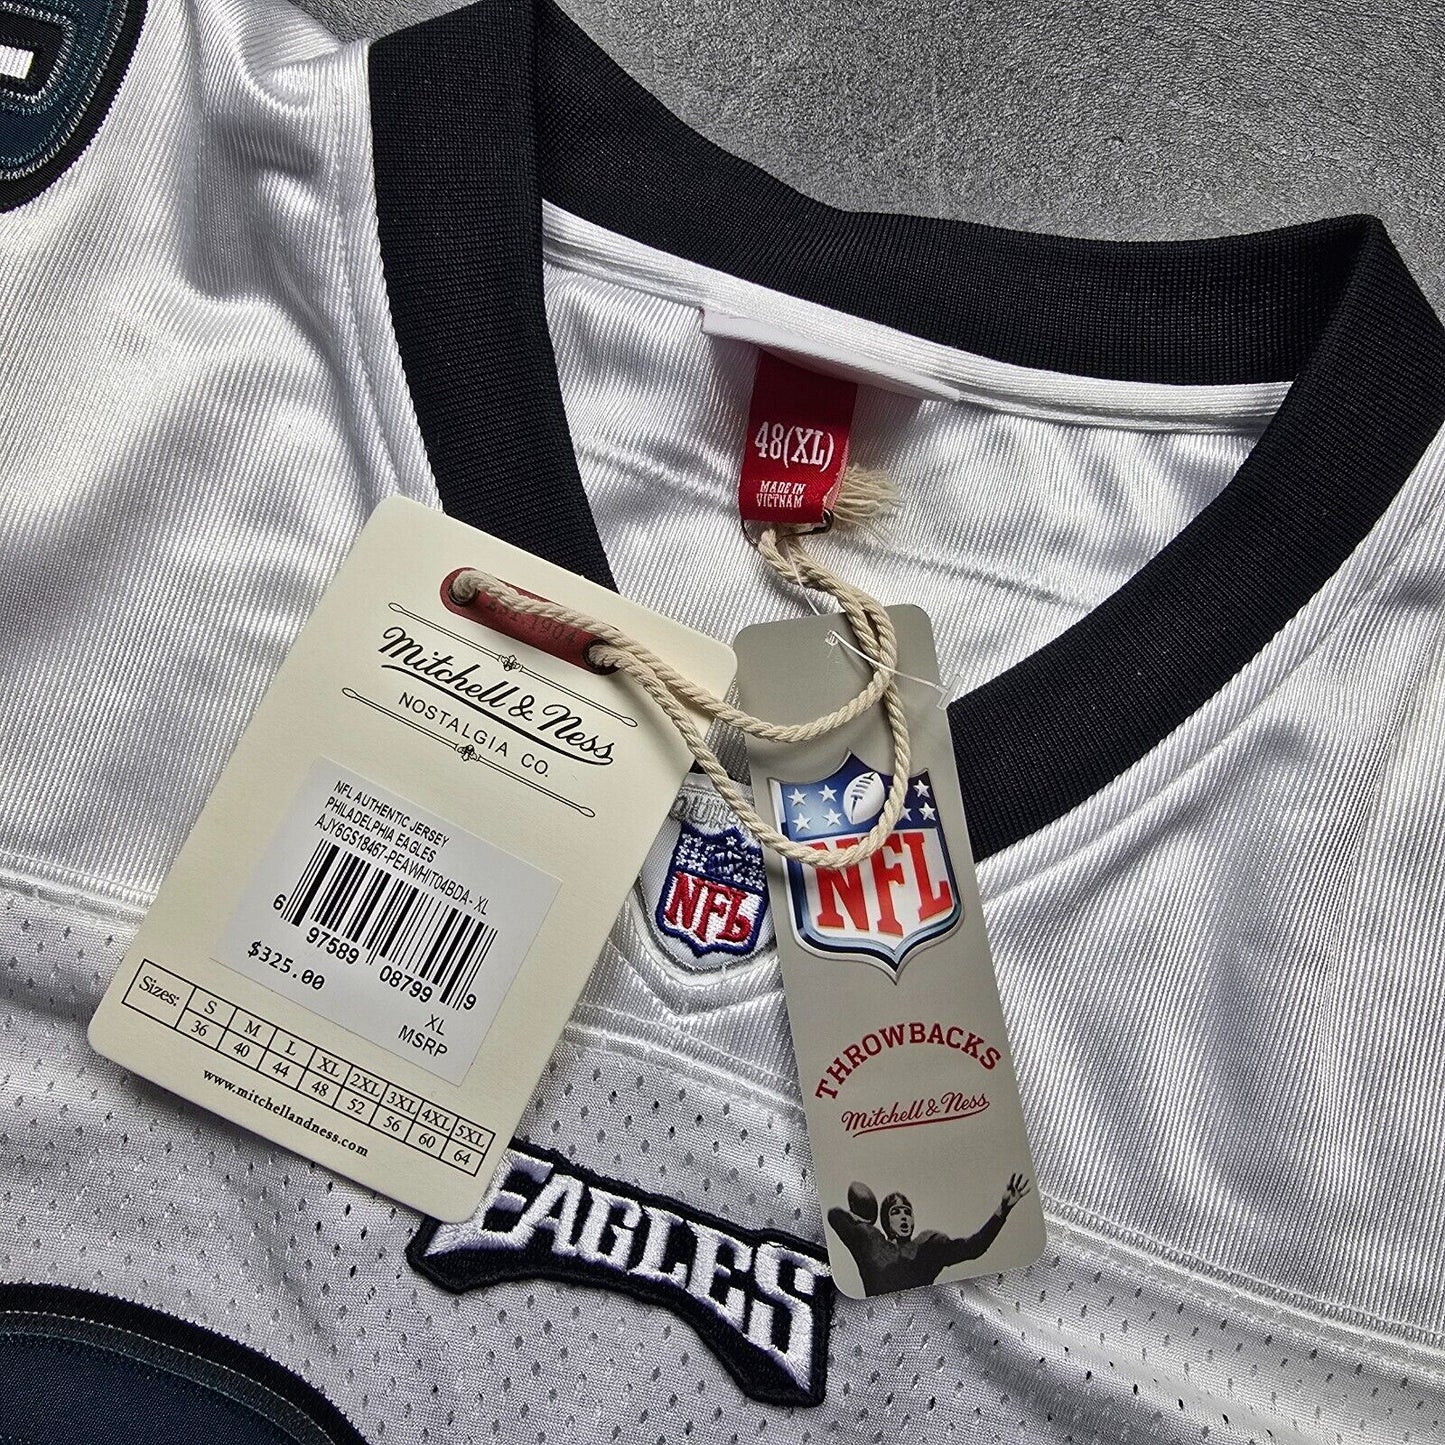 48(XL)
MADE IN
VIETNAM
EST. 1904
Mitchell & Ness
NOSTALGIA CO.
NFL AUTHENTIC JERSEY
PHILADELPHIA EAGLES
AJY6GS18467-PEAWHIT04BDA-XL
6 97589 08799 9
$325.00
XL
MSRP
Sizes: S M L XL 2XL 3XL 4XL 5XL
36 40 44 48 52 56 60 64
www.mitchellandness.com
NFL
NFL
THROWBACKS
Mitchell & Ness
EAGLES